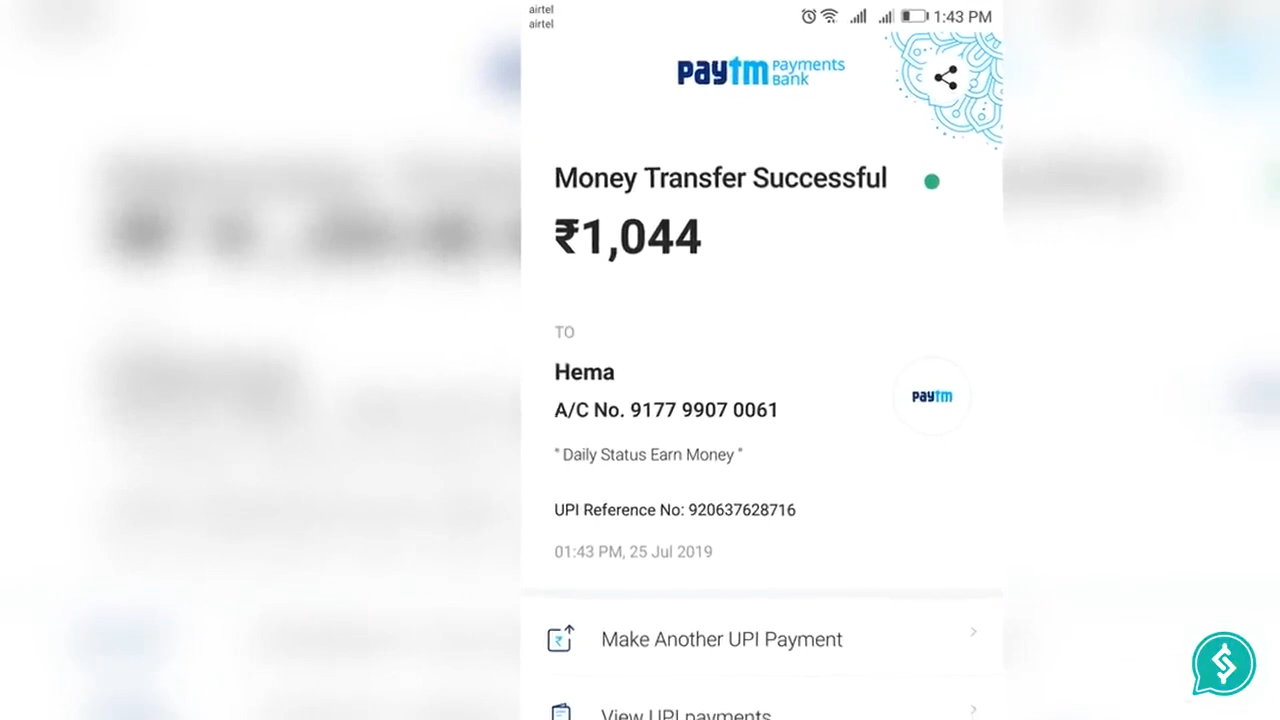 airtel
airtel
1:43 PM
paytm Payments Bank
Money Transfer Successful
₹1,044
TO
Hema
A/C No. 9177 9907 0061
" Daily Status Earn Money "
paytm
UPI Reference No: 920637628716
01:43 PM, 25 Jul 2019
Make Another UPI Payment
View UPI payments